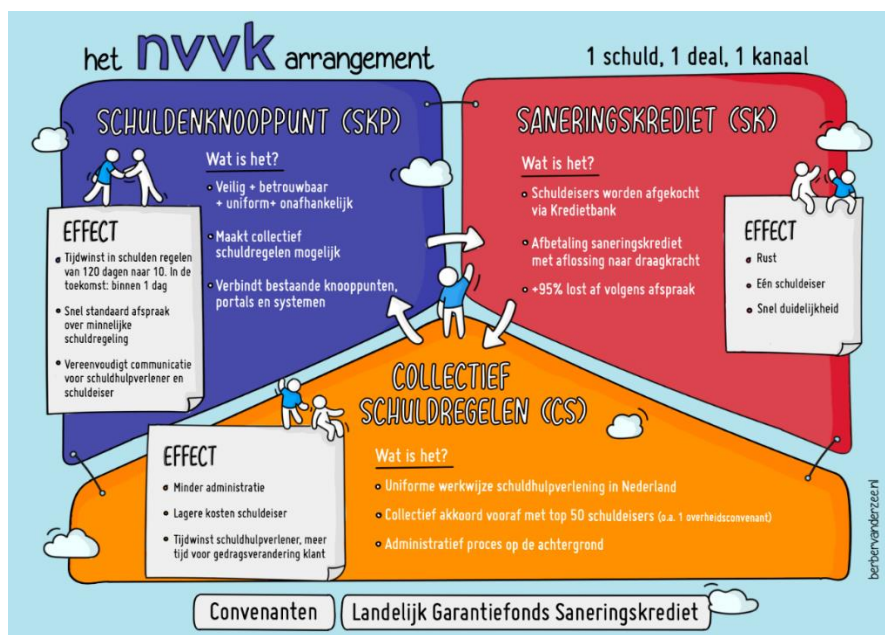 het nvvk arrangement
1 schuld, 1 deal, 1 kanaal
SCHULDENKNOOPPUNT (SKP)
Wat is het?
• Veilig + betrouwbaar
+ uniform+ onafhankelijk
• Maakt collectief
schuldregelen mogelijk
• Verbindt bestaande knooppunten,
portals en systemen
EFFECT
• Tijdwinst in schulden regelen
van 120 dagen naar 10. In de
toekomst: binnen 1 dag
• Snel standaard afspraak
over minnelijke
schuldregeling
• Vereenvoudigt communicatie
voor schuldhulpverlener en
schuldeiser
SANERINGSKREDIET (SK)
Wat is het?
• Schuldeisers worden afgekocht
via Kredietbank
• Afbetaling saneringskrediet
met aflossing naar draagkracht
• +95% lost af volgens afspraak
EFFECT
• Rust
• Eén schuldeiser
• Snel duidelijkheid
COLLECTIEF
SCHULDREGELEN (CS)
Wat is het?
• Uniforme werkwijze schuldhulpverlening in Nederland
• Collectief akkoord vooraf met top 50 schuldeisers (o.a. 1 overheidsconvenant)
• Administratief proces op de achtergrond
EFFECT
• Minder administratie
• Lagere kosten schuldeiser
• Tijdwinst schuldhulpverlener, meer
tijd voor gedragsverandering klant
Convenanten
Landelijk Garantiefonds Saneringskrediet
berbervanderzee.nl